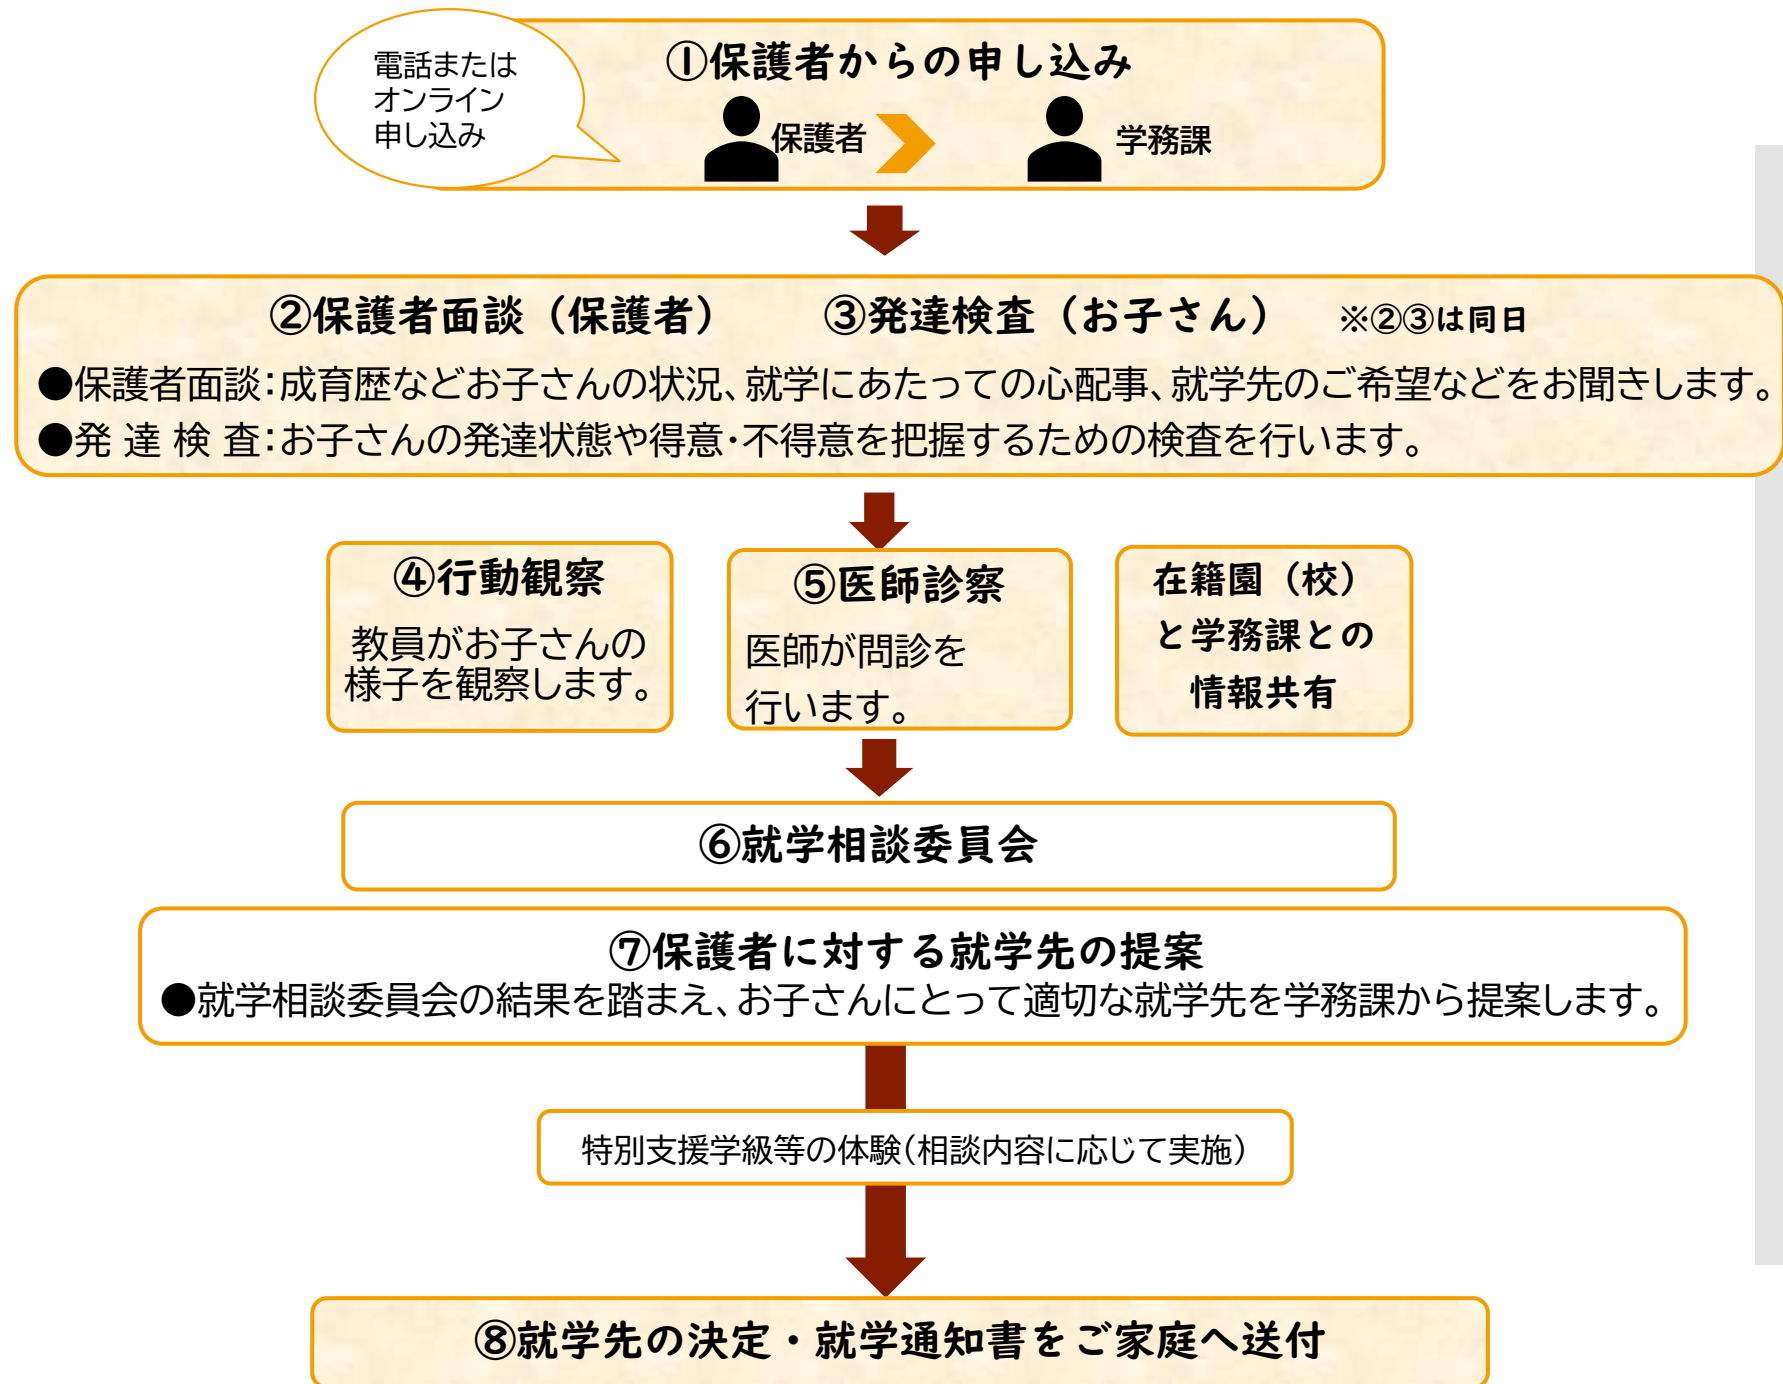 電話または
オンライン
申し込み
①保護者からの申し込み
保護者
学務課
②保護者面談（保護者）　③発達検査（お子さん）　※②③は同日
●保護者面談：成育歴などお子さんの状況、就学にあたっての心配事、就学先のご希望などをお聞きします。
●発 達 検 査：お子さんの発達状態や得意・不得意を把握するための検査を行います。
④行動観察
教員がお子さんの
様子を観察します。
⑤医師診察
医師が問診を
行います。
在籍園（校）
と学務課との
情報共有
⑥就学相談委員会
⑦保護者に対する就学先の提案
●就学相談委員会の結果を踏まえ、お子さんにとって適切な就学先を学務課から提案します。
特別支援学級等の体験（相談内容に応じて実施）
⑧就学先の決定・就学通知書をご家庭へ送付